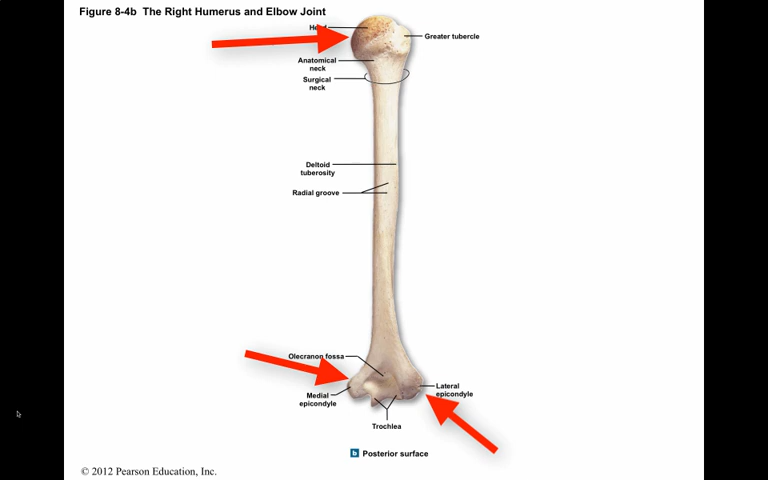 Figure 8-4b The Right Humerus and Elbow Joint
Greater tubercle
Anatomical
neck
Surgical
neck
Deltoid
tuberosity
Radial groove
Olecranon fossa
Medial
epicondyle
Lateral
epicondyle
Trochlea
b Posterior surface
© 2012 Pearson Education, Inc.